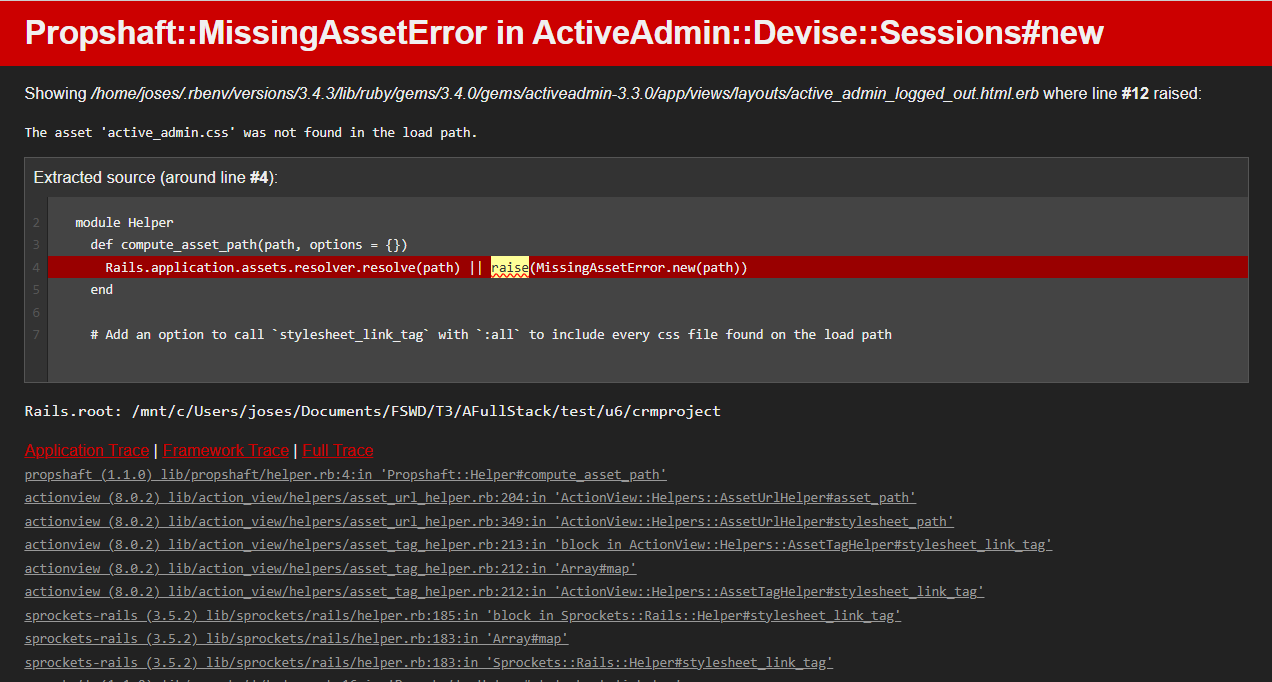 Propshaft::MissingAssetError in ActiveAdmin::Devise::Sessions#new
Showing /home/joses/.rbenv/versions/3.4.3/lib/ruby/gems/3.4.0/gems/activeadmin-3.3.0/app/views/layouts/active_admin_logged_out.html.erb where line #12 raised:
The asset 'active_admin.css' was not found in the load path.
Extracted source (around line #4):
2 module Helper
3 def compute_asset_path(path, options = {})
4 Rails.application.assets.resolver.resolve(path) || raise(MissingAssetError.new(path))
5 end
6
7 # Add an option to call `stylesheet_link_tag` with `:all` to include every css file found on the load path
Rails.root: /mnt/c/Users/joses/Documents/FSWD/T3/AFullStack/test/u6/crmproject
Application Trace | Framework Trace | Full Trace
propshaft (1.1.0) lib/propshaft/helper.rb:4:in 'Propshaft::Helper#compute_asset_path'
actionview (8.0.2) lib/action_view/helpers/asset_url_helper.rb:204:in 'ActionView::Helpers::AssetUrlHelper#asset_path'
actionview (8.0.2) lib/action_view/helpers/asset_url_helper.rb:349:in 'ActionView::Helpers::AssetUrlHelper#stylesheet_path'
actionview (8.0.2) lib/action_view/helpers/asset_tag_helper.rb:213:in 'block in ActionView::Helpers::AssetTagHelper#stylesheet_link_tag'
actionview (8.0.2) lib/action_view/helpers/asset_tag_helper.rb:212:in 'Array#map'
actionview (8.0.2) lib/action_view/helpers/asset_tag_helper.rb:212:in 'ActionView::Helpers::AssetTagHelper#stylesheet_link_tag'
sprockets-rails (3.5.2) lib/sprockets/rails/helper.rb:185:in 'block in Sprockets::Rails::Helper#stylesheet_link_tag'
sprockets-rails (3.5.2) lib/sprockets/rails/helper.rb:183:in 'Array#map'
sprockets-rails (3.5.2) lib/sprockets/rails/helper.rb:183:in 'Sprockets::Rails::Helper#stylesheet_link_tag'